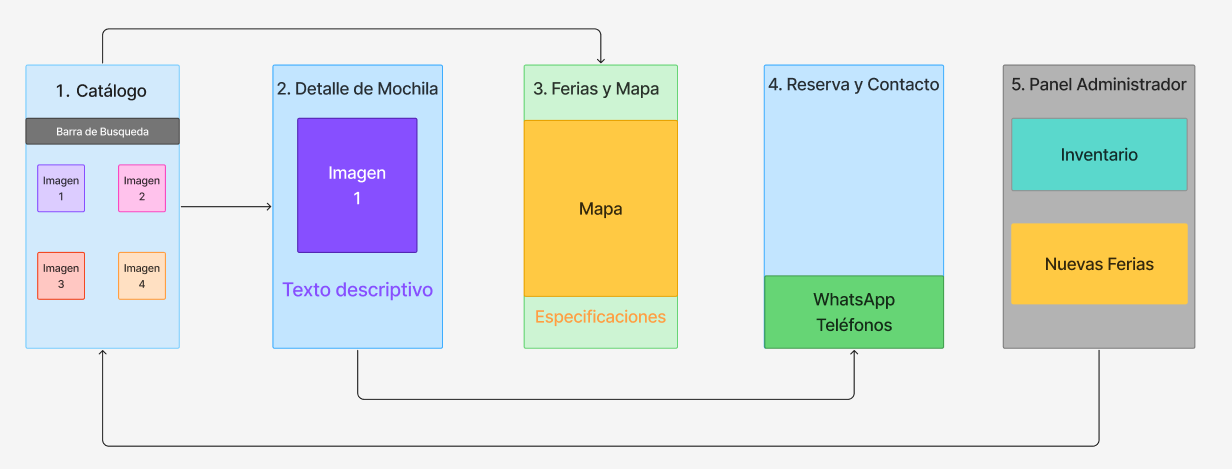 1. Catálogo
Barra de Busqueda
Imagen
1
Imagen
2
Imagen
3
Imagen
4
2. Detalle de Mochila
Imagen
1
Texto descriptivo
3. Ferias y Mapa
Mapa
Especificaciones
4. Reserva y Contacto
WhatsApp
Teléfonos
5. Panel Administrador
Inventario
Nuevas Ferias